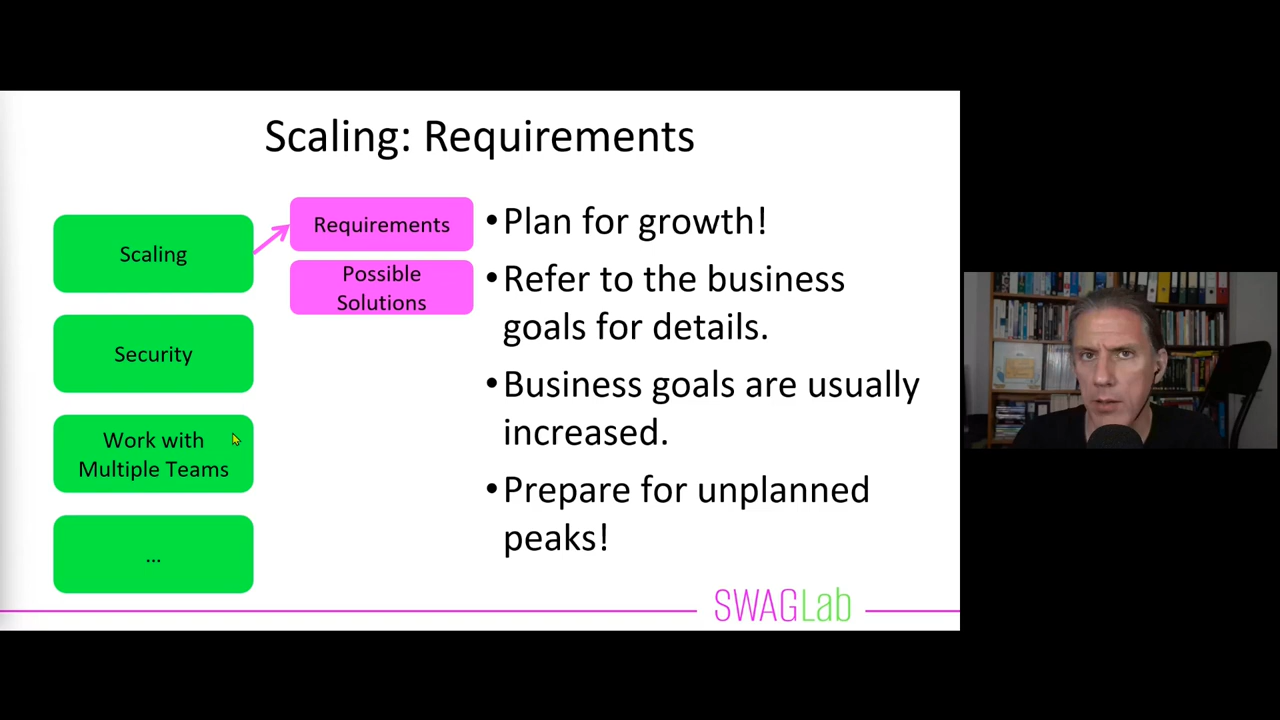 Scaling: Requirements
Scaling
Security
Work with
Multiple Teams
...
Requirements
Possible
Solutions
•Plan for growth!
•Refer to the business
goals for details.
•Business goals are usually
increased.
•Prepare for unplanned
peaks!
SWAGLab